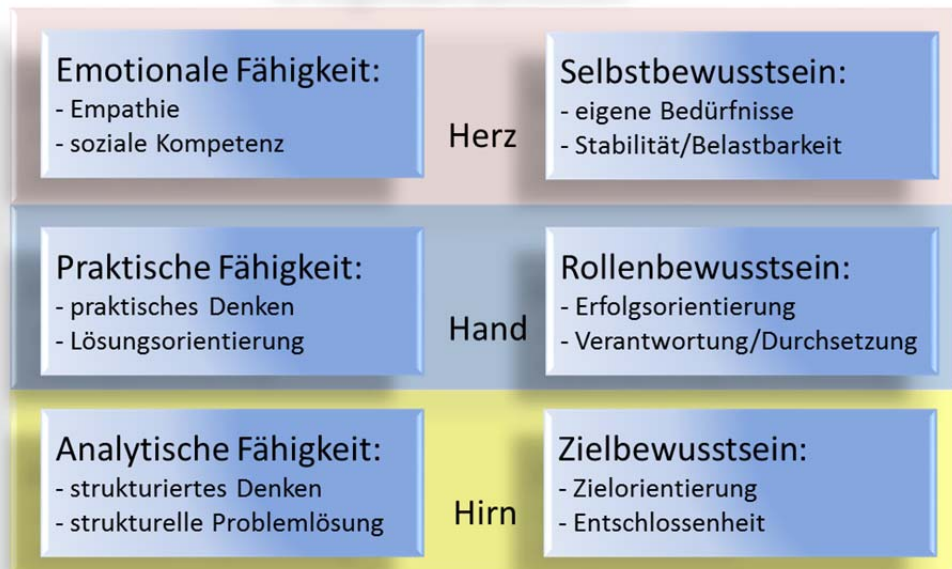 Emotionale Fähigkeit:
- Empathie
- soziale Kompetenz
Herz
Selbstbewusstsein:
- eigene Bedürfnisse
- Stabilität/Belastbarkeit
Praktische Fähigkeit:
- praktisches Denken
- Lösungsorientierung
Hand
Rollenbewusstsein:
- Erfolgsorientierung
- Verantwortung/Durchsetzung
Analytische Fähigkeit:
- strukturiertes Denken
- strukturelle Problemlösung
Hirn
Zielbewusstsein:
- Zielorientierung
- Entschlossenheit